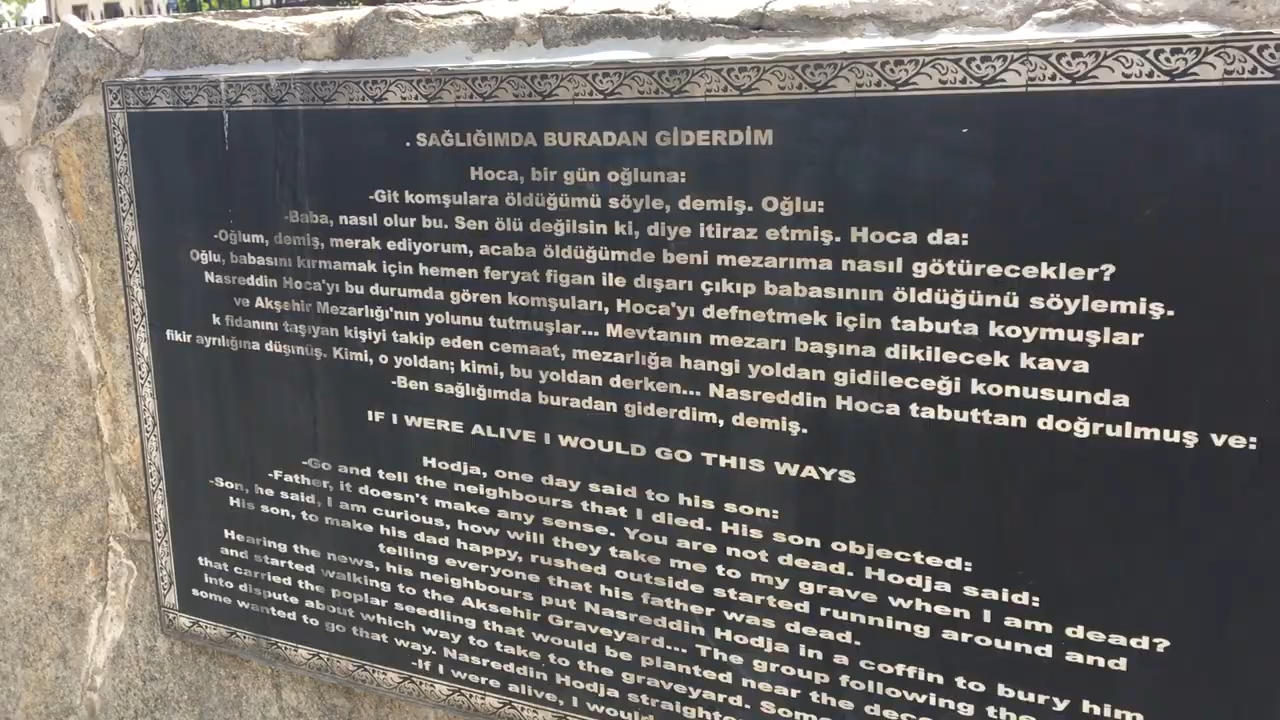 . SAĞLIĞIMDA BURADAN GİDERDİM
Hoca, bir gün oğluna:
-Git komşulara öldüğümü söyle, demiş. Oğlu:
-Baba, nasıl olur bu. Sen ölü değilsin ki, diye itiraz etmiş. Hoca da:
-Oğlum, demiş, merak ediyorum, acaba öldüğümde beni mezarıma nasıl götürecekler?
Oğlu, babasını kırmamak için hemen feryat figan ile dışarı çıkıp babasının öldüğünü söylemiş.
Nasreddin Hoca'yı bu durumda gören komşuları, Hoca'yı defnetmek için tabuta koymuşlar
ve Akşehir Mezarlığı'nın yolunu tutmuşlar... Mevtanın mezarı başına dikilecek kava
k fidanını taşıyan kişiyi takip eden cemaat, mezarlığa hangi yoldan gidileceği konusunda
fikir ayrılığına düşmüş. Kimi, o yoldan; kimi, bu yoldan derken... Nasreddin Hoca tabuttan doğrulmuş ve:
-Ben sağlığımda buradan giderdim, demiş.
IF I WERE ALIVE I WOULD GO THIS WAYS
Hodja, one day said to his son:
-Go and tell the neighbours that I died. His son objected:
-Father, it doesn't make any sense. You are not dead. Hodja said:
-Son, he said, I am curious, how will they take me to my grave when I am dead?
His son, to make his dad happy, rushed outside started running around and
telling everyone that his father was dead.
Hearing the news, his neighbours put Nasreddin Hodja in a coffin to bury him
and started walking to the Aksehir Graveyard... The group following the
that carried the poplar seedling that would be planted near the
into dispute about which way to take to the graveyard. Some
some wanted to go that way. Nasreddin Hodja
-If I were alive, I